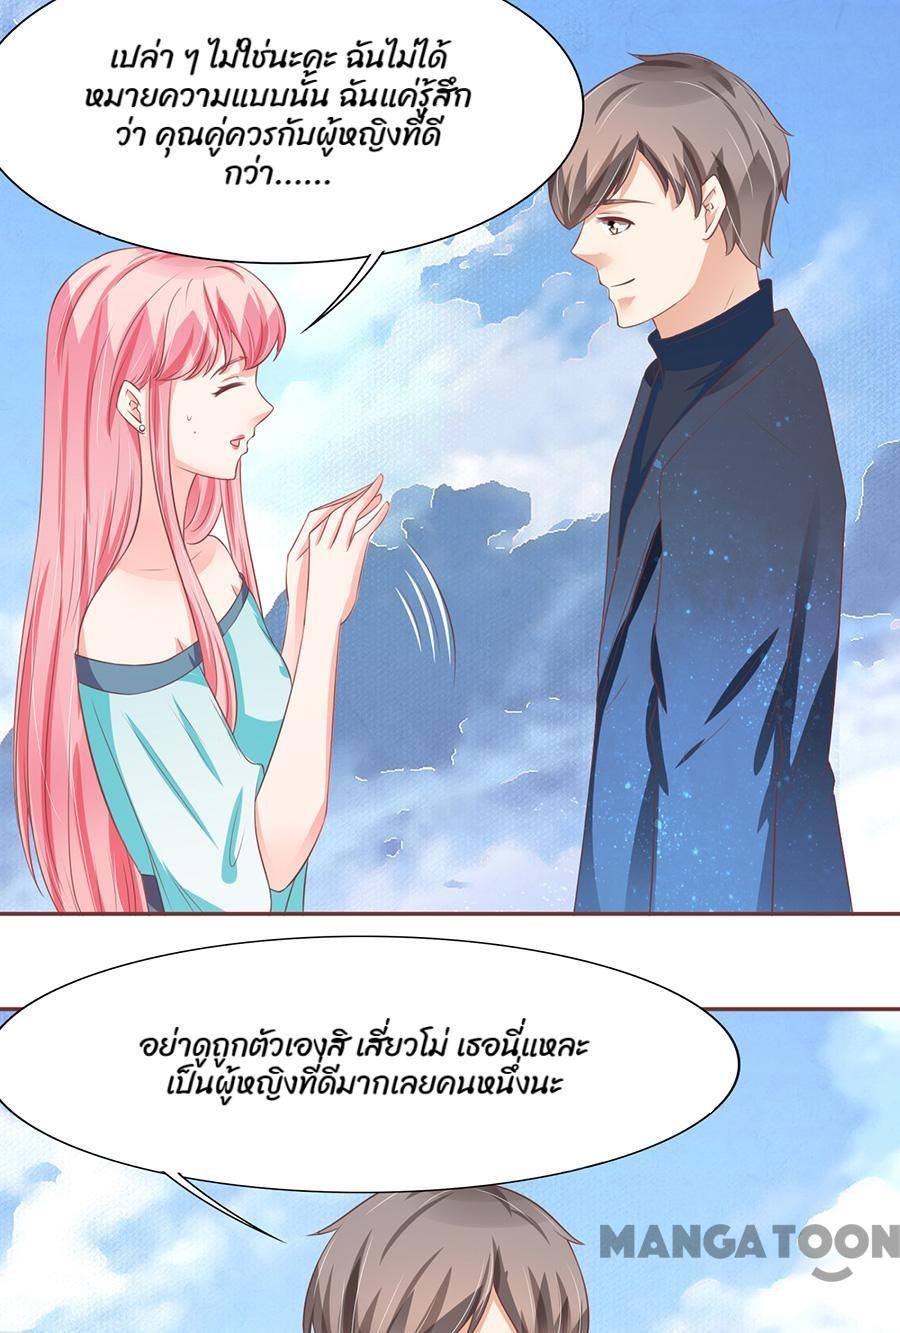 เปล่า ๆ ไม่ใช่นะคะ ฉันไม่ได้
หมายความแบบนั้น ฉันแค่รู้สึก
ว่า คุณคู่ควรกับผู้หญิงที่ดี
กว่า......
อย่าดูถูกตัวเองสิ เสี่ยวโม่ เธอนี่แหละ
เป็นผู้หญิงที่ดีมากเลยคนหนึ่งนะ
MANGATOON